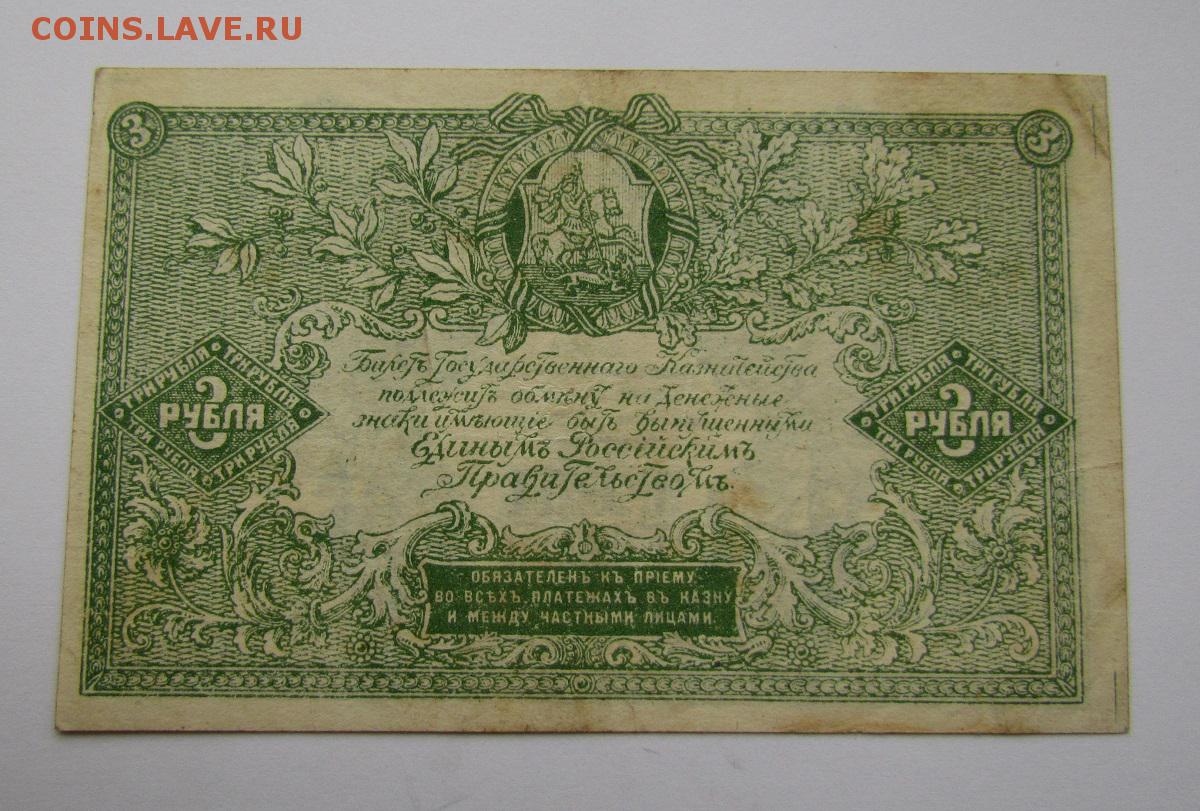 COINS.LAVE.RU
3
3
Билетъ Государственнаго Казначейства
подлежитъ обмѣну на денежные
знаки имѣющие быть выпущенными
Единымъ Россійскимъ
Правительствомъ.
ТРИ РУБЛЯ • ТРИ РУБЛЯ
3
РУБЛЯ
ТРИ РУБЛЯ • ТРИ РУБЛЯ
ТРИ РУБЛЯ • ТРИ РУБЛЯ
3
РУБЛЯ
ТРИ РУБЛЯ • ТРИ РУБЛЯ
ОБЯЗАТЕЛЕНЪ КЪ ПРІЕМУ
ВО ВСѢХЪ ПЛАТЕЖАХЪ ВЪ КАЗНУ
И МЕЖДУ ЧАСТНЫМИ ЛИЦАМИ.